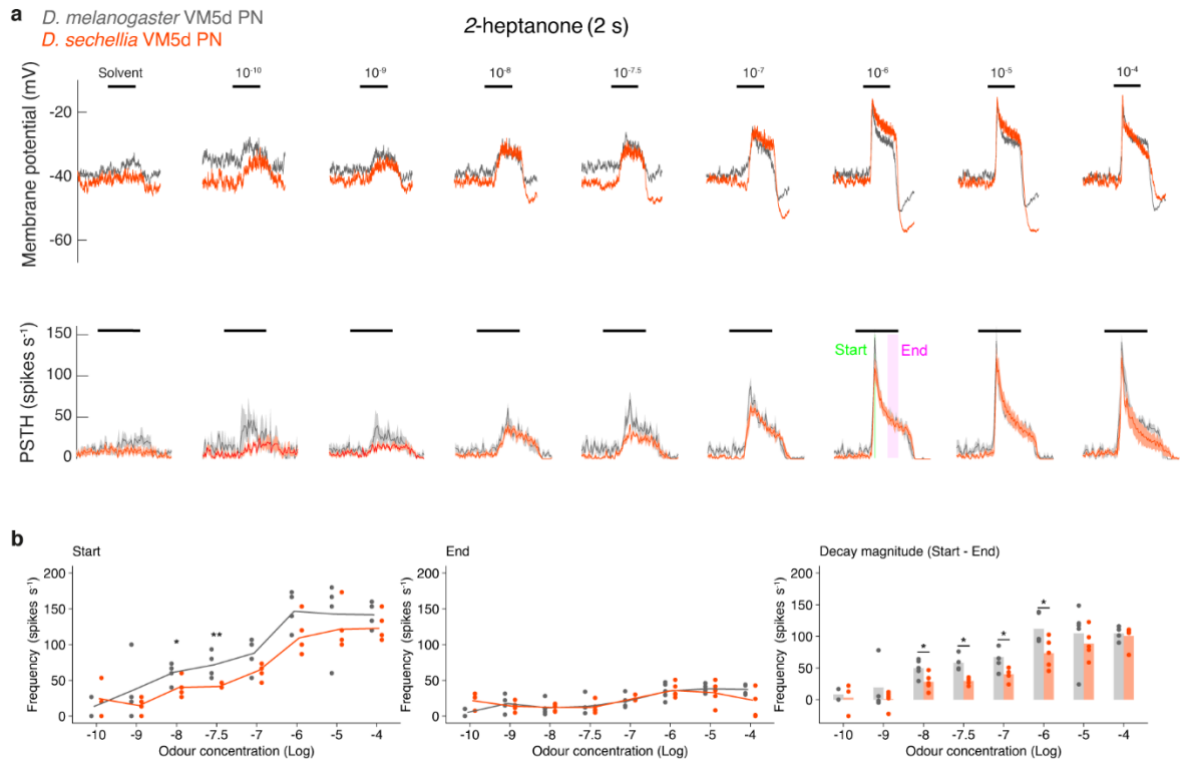 a
D. melanogaster VM5d PN
D. sechellia VM5d PN
2-heptanone (2 s)
Solvent 10-10 10-9 10-8 10-7.5 10-7 10-6 10-5 10-4
Membrane potential (mV)
-20
-40
-60
PSTH (spikes s-1)
150
100
50
0
Start End
b
Start
Frequency (spikes s-1)
200
150
100
50
0
* **
-10 -9 -8 -7.5 -7 -6 -5 -4
Odour concentration (Log)
End
Frequency (spikes s-1)
200
150
100
50
0
-10 -9 -8 -7.5 -7 -6 -5 -4
Odour concentration (Log)
Decay magnitude (Start - End)
Frequency (spikes s-1)
200
150
100
50
0
* * * *
-10 -9 -8 -7.5 -7 -6 -5 -4
Odour concentration (Log)